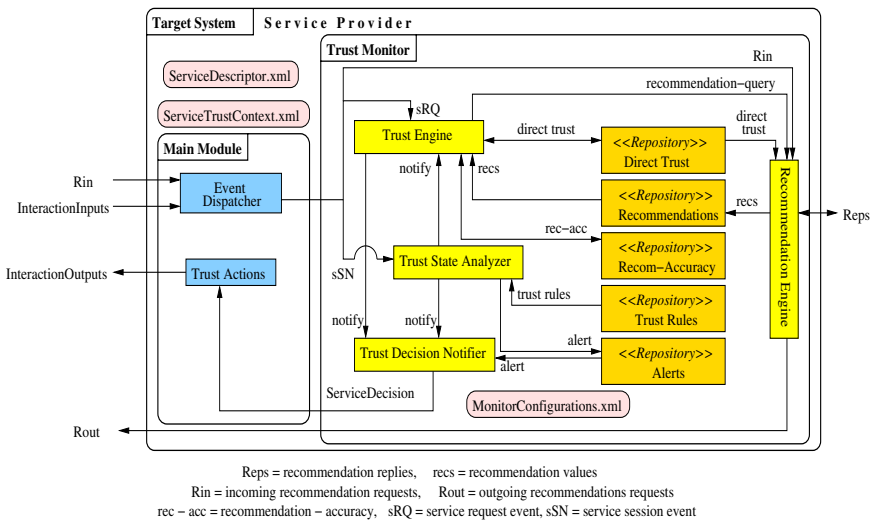 Target System
Service Provider
Trust Monitor
Rin
ServiceDescriptor.xml
recommendation−query
ServiceTrustContext.xml
sRQ
direct trust
direct
trust
Trust Engine
<<Repository>>
Direct Trust
Main Module
notify
recs
Rin
Event
Dispatcher
<<Repository>>
Recommendations
recs
Recommendation Engine
InteractionInputs
Reps
rec−acc
<<Repository>>
Recom−Accuracy
Trust State Analyzer
InteractionOutputs
Trust Actions
sSN
trust rules
<<Repository>>
Trust Rules
notify
notify
alert
Trust Decision Notifier
alert
<<Repository>>
Alerts
ServiceDecision
MonitorConfigurations.xml
Rout
Reps = recommendation replies, recs = recommendation values
Rin = incoming recommendation requests, Rout = outgoing recommendations requests
rec − acc = recommendation − accuracy, sRQ = service request event, sSN = service session event